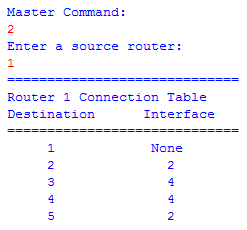 Master Command:
2
Enter a source router:
1
=============================
Router 1 Connection Table
Destination      Interface
=============================
     1            None
     2              2
     3              4
     4              4
     5              2